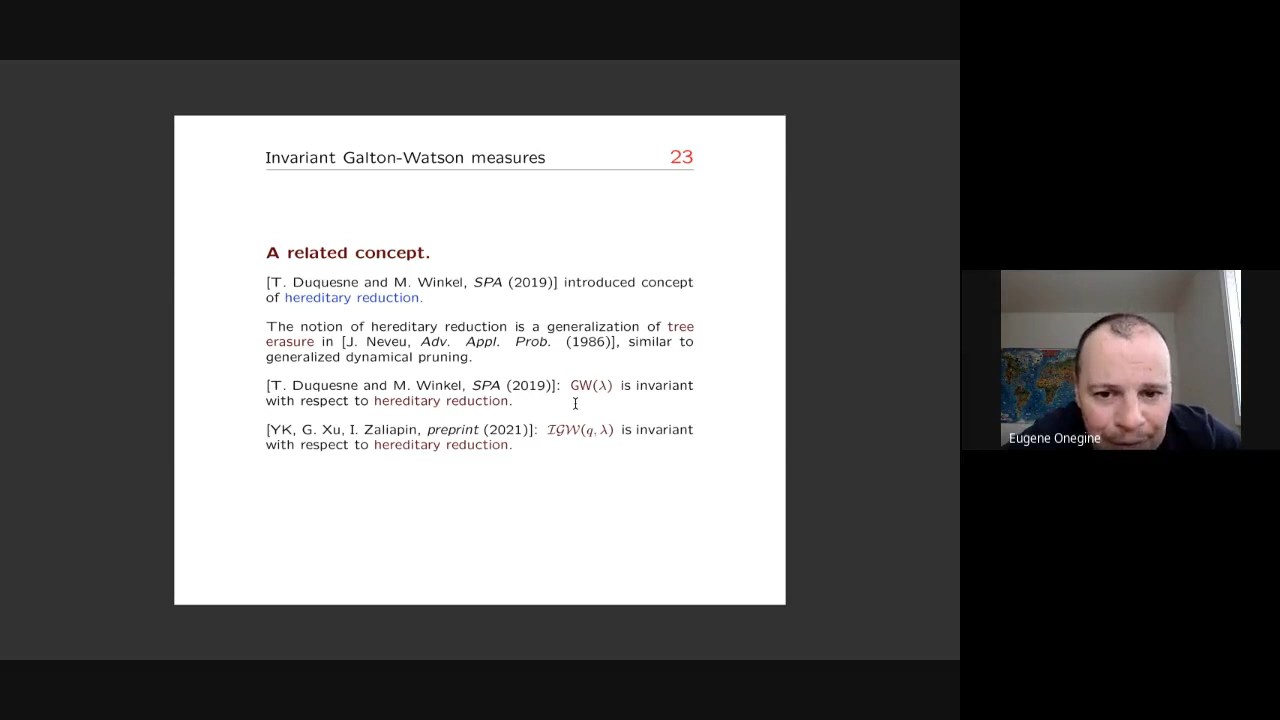 Invariant Galton-Watson measures 23
A related concept.
[T. Duquesne and M. Winkel, SPA (2019)] introduced concept
of hereditary reduction.
The notion of hereditary reduction is a generalization of tree
erasure in [J. Neveu, Adv. Appl. Prob. (1986)], similar to
generalized dynamical pruning.
[T. Duquesne and M. Winkel, SPA (2019)]: GW(λ) is invariant
with respect to hereditary reduction.
[YK, G. Xu, I. Zaliapin, preprint (2021)]: 𝓘𝓖𝓦(q, λ) is invariant
with respect to hereditary reduction.
Eugene Onegine